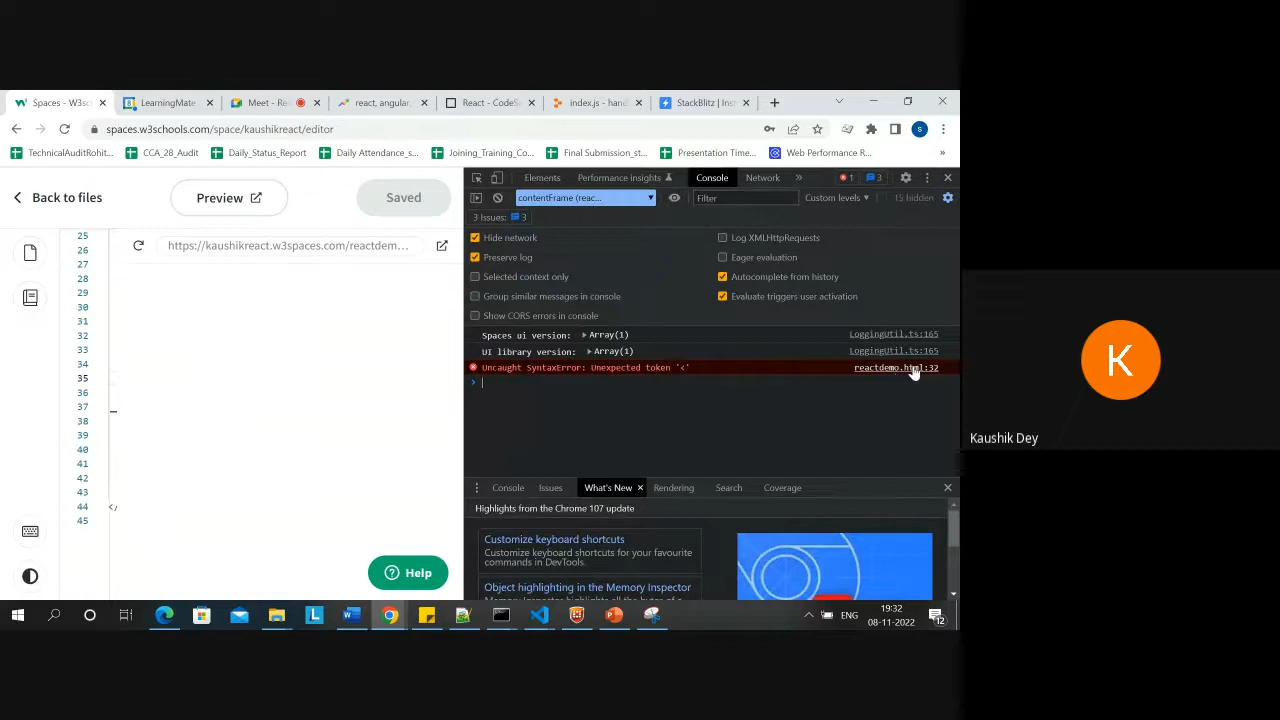 Spaces - W3sc
LearningMate
Meet - Re
react, angular,
React - CodeSa
index.js - hand
StackBlitz | Inst
spaces.w3schools.com/space/kaushikreact/editor
s
TechnicalAuditRohit...
CCA_28_Audit
Daily_Status_Report
Daily Attendance_s...
Joining_Training_Co...
Final Submission_st...
Presentation Time...
Web Performance R...
»
Back to files
Preview
Saved
25
26
27
28
29
30
31
32
33
34
35
36
37
38
39
40
41
42
43
44
45
</
https://kaushikreact.w3spaces.com/reactdem...
Help
Elements
Performance insights
Console
Network
»
1
3
contentFrame (reac...
Filter
Custom levels
15 hidden
3 Issues:
3
Hide network
Log XMLHttpRequests
Preserve log
Eager evaluation
Selected context only
Autocomplete from history
Group similar messages in console
Evaluate triggers user activation
Show CORS errors in console
Spaces ui version: Array(1)
LoggingUtil.ts:165
UI library version: Array(1)
LoggingUtil.ts:165
Uncaught SyntaxError: Unexpected token '<'
reactdemo.html:32
Console
Issues
What's New
Rendering
Search
Coverage
Highlights from the Chrome 107 update
Customize keyboard shortcuts
Customize keyboard shortcuts for your favourite
commands in DevTools.
Object highlighting in the Memory Inspector
K
Kaushik Dey
ENG
19:32
08-11-2022
12